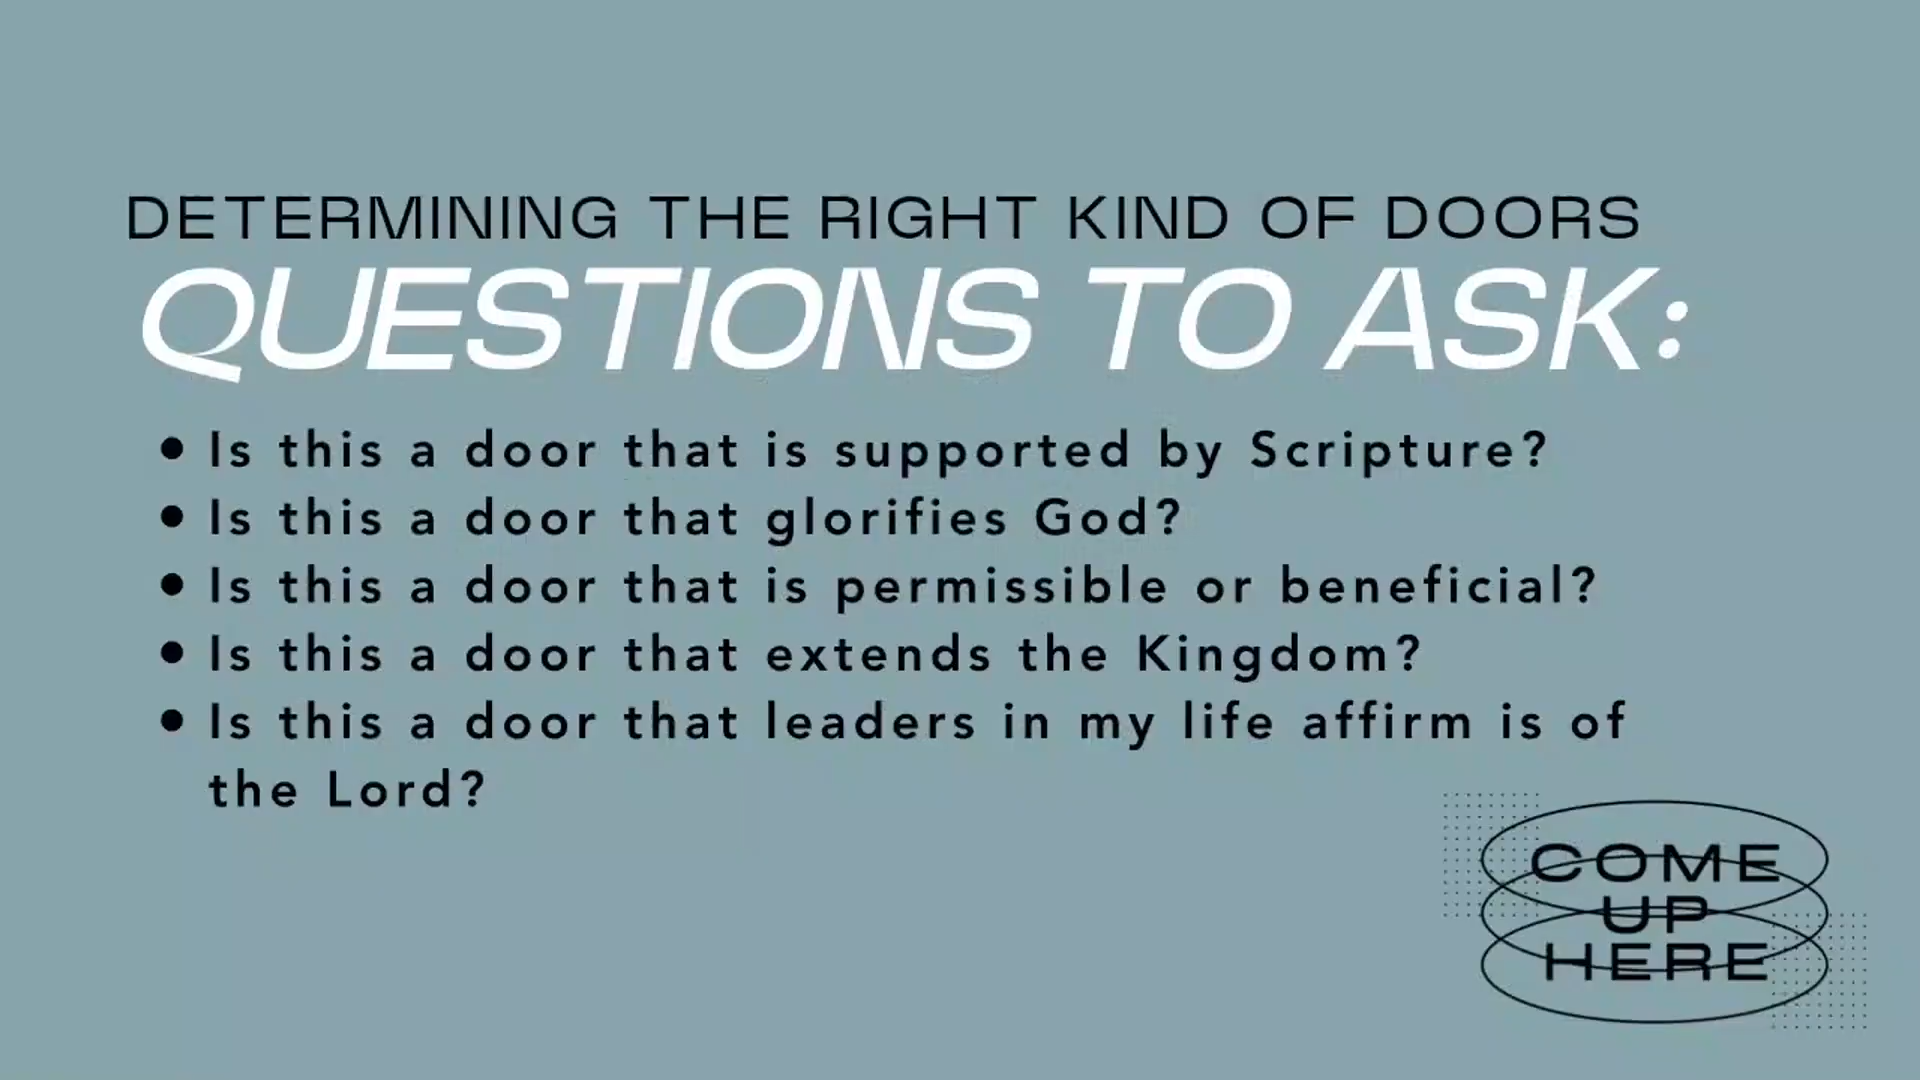 DETERMINING THE RIGHT KIND OF DOORS
QUESTIONS TO ASK:
• Is this a door that is supported by Scripture?
• Is this a door that glorifies God?
• Is this a door that is permissible or beneficial?
• Is this a door that extends the Kingdom?
• Is this a door that leaders in my life affirm is of
the Lord?
COME
UP
HERE